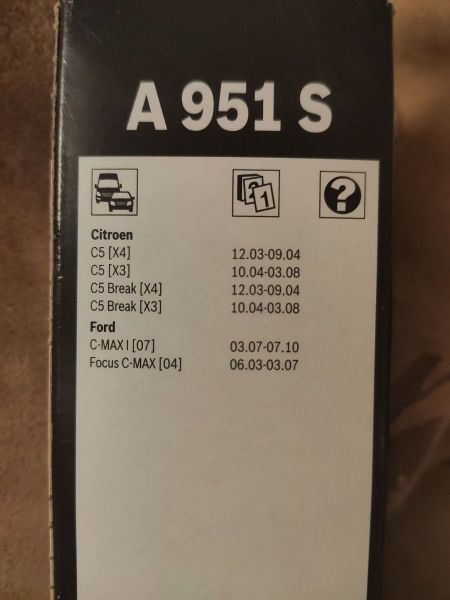 A 951 S
2 1 ?
Citroen
C5 [X4] 12.03-09.04
C5 [X3] 10.04-03.08
C5 Break [X4] 12.03-09.04
C5 Break [X3] 10.04-03.08
Ford
C-MAX I [07] 03.07-07.10
Focus C-MAX [04] 06.03-03.07